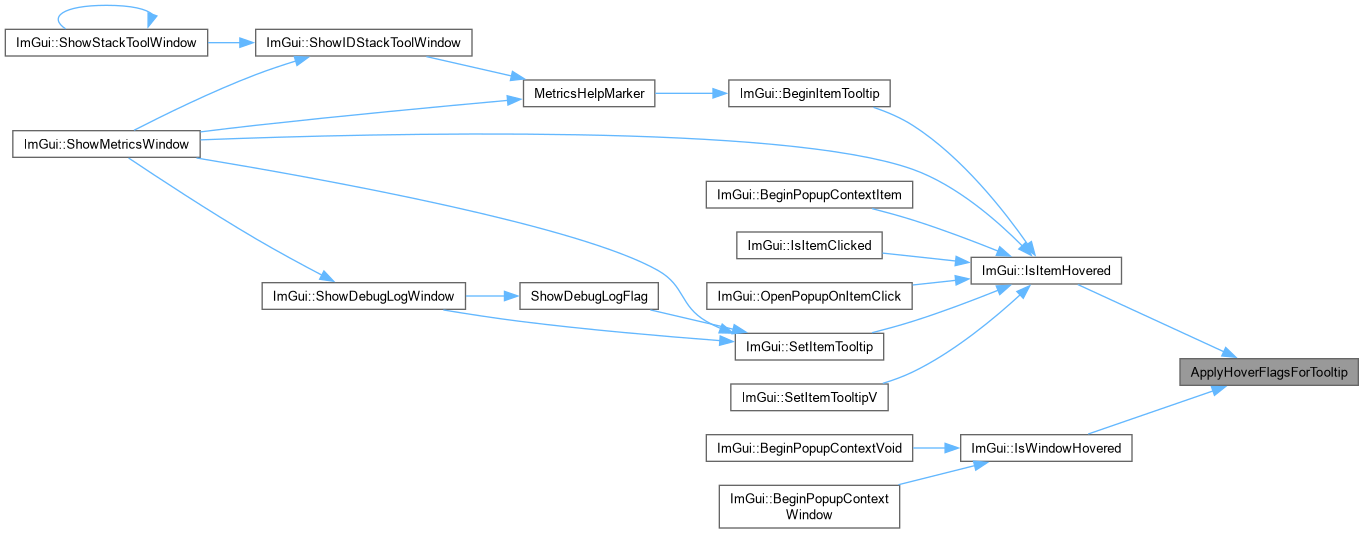 ImGui::ShowStackToolWindow
ImGui::ShowIDStackToolWindow
MetricsHelpMarker
ImGui::BeginItemTooltip
ImGui::ShowMetricsWindow
ImGui::BeginPopupContextItem
ImGui::IsItemClicked
ImGui::IsItemHovered
ImGui::ShowDebugLogWindow
ShowDebugLogFlag
ImGui::OpenPopupOnItemClick
ImGui::SetItemTooltip
ApplyHoverFlagsForTooltip
ImGui::SetItemTooltipV
ImGui::BeginPopupContextVoid
ImGui::IsWindowHovered
ImGui::BeginPopupContext
Window